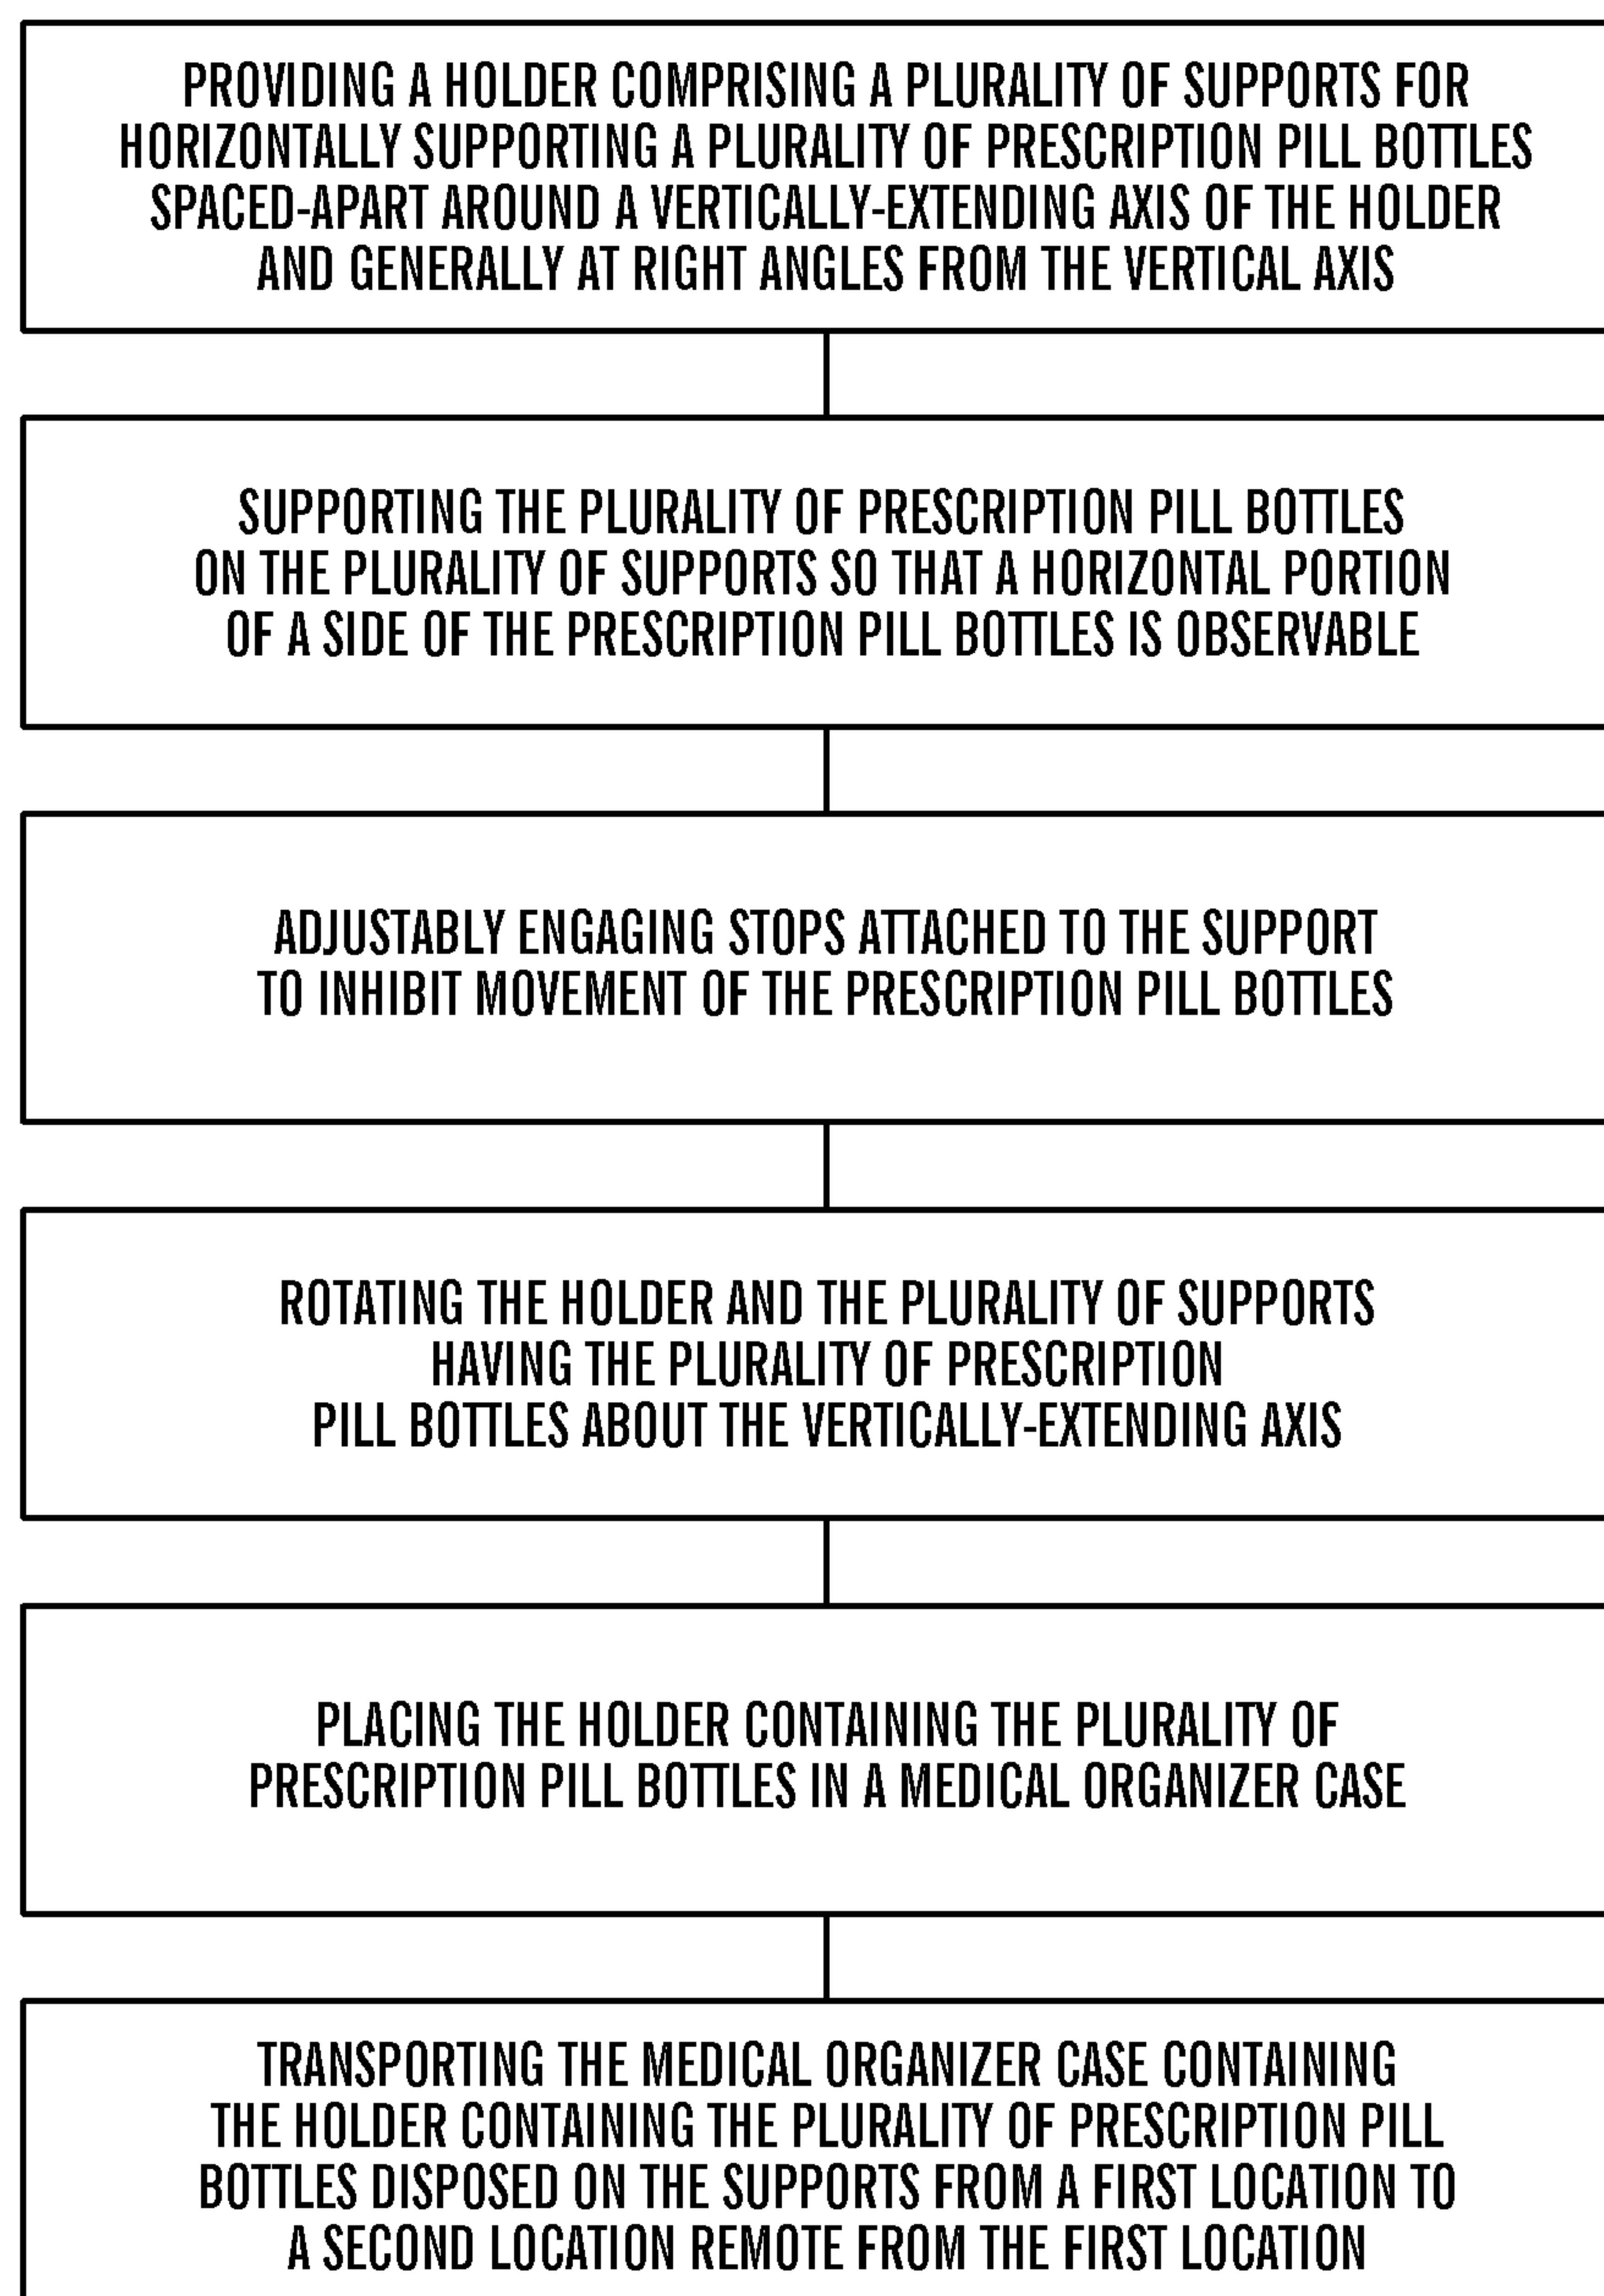 PROVIDING A HOLDER COMPRISING A PLURALITY OF SUPPORTS FOR
HORIZONTALLY SUPPORTING A PLURALITY OF PRESCRIPTION PILL BOTTLES
SPACED-APART AROUND A VERTICALLY-EXTENDING AXIS OF THE HOLDER
AND GENERALLY AT RIGHT ANGLES FROM THE VERTICAL AXIS
SUPPORTING THE PLURALITY OF PRESCRIPTION PILL BOTTLES
ON THE PLURALITY OF SUPPORTS SO THAT A HORIZONTAL PORTION
OF A SIDE OF THE PRESCRIPTION PILL BOTTLES IS OBSERVABLE
ADJUSTABLY ENGAGING STOPS ATTACHED TO THE SUPPORT
TO INHIBIT MOVEMENT OF THE PRESCRIPTION PILL BOTTLES
ROTATING THE HOLDER AND THE PLURALITY OF SUPPORTS
HAVING THE PLURALITY OF PRESCRIPTION
PILL BOTTLES ABOUT THE VERTICALLY-EXTENDING AXIS
PLACING THE HOLDER CONTAINING THE PLURALITY OF
PRESCRIPTION PILL BOTTLES IN A MEDICAL ORGANIZER CASE
TRANSPORTING THE MEDICAL ORGANIZER CASE CONTAINING
THE HOLDER CONTAINING THE PLURALITY OF PRESCRIPTION PILL
BOTTLES DISPOSED ON THE SUPPORTS FROM A FIRST LOCATION TO
A SECOND LOCATION REMOTE FROM THE FIRST LOCATION